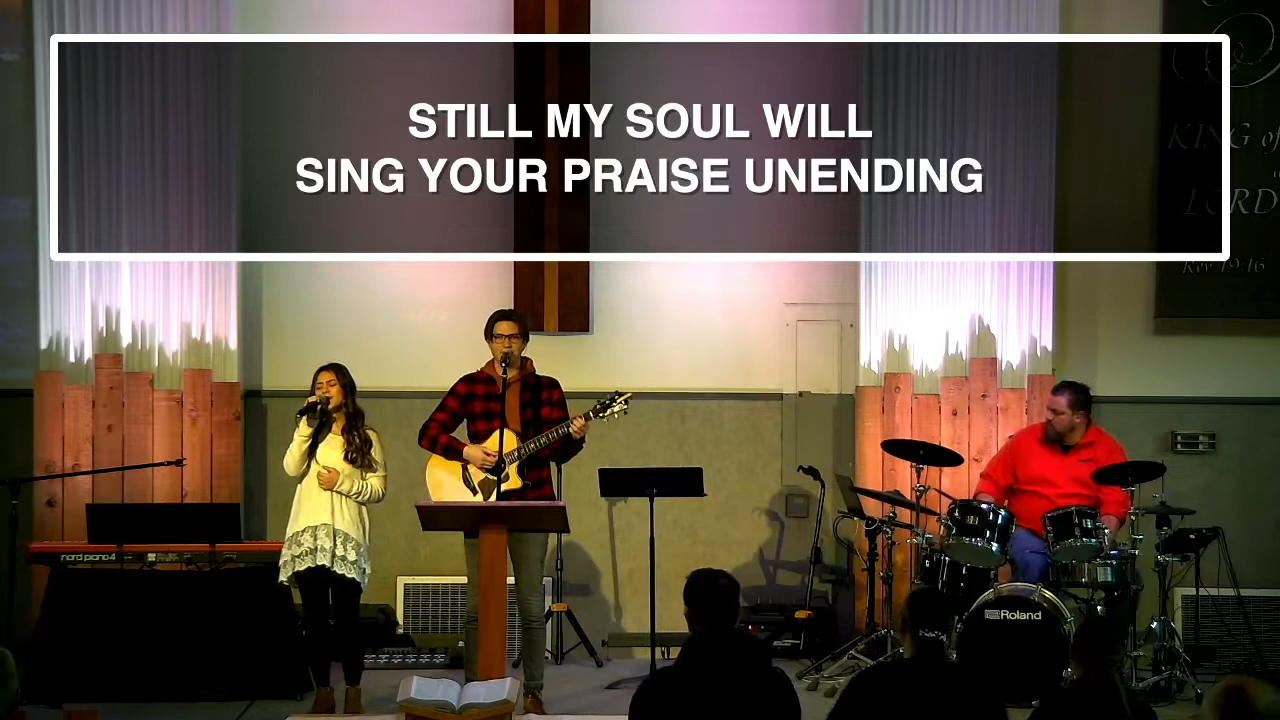 STILL MY SOUL WILL
SING YOUR PRAISE UNENDING
KING of
LORD
Rev 19:16
nord piano 4
Roland